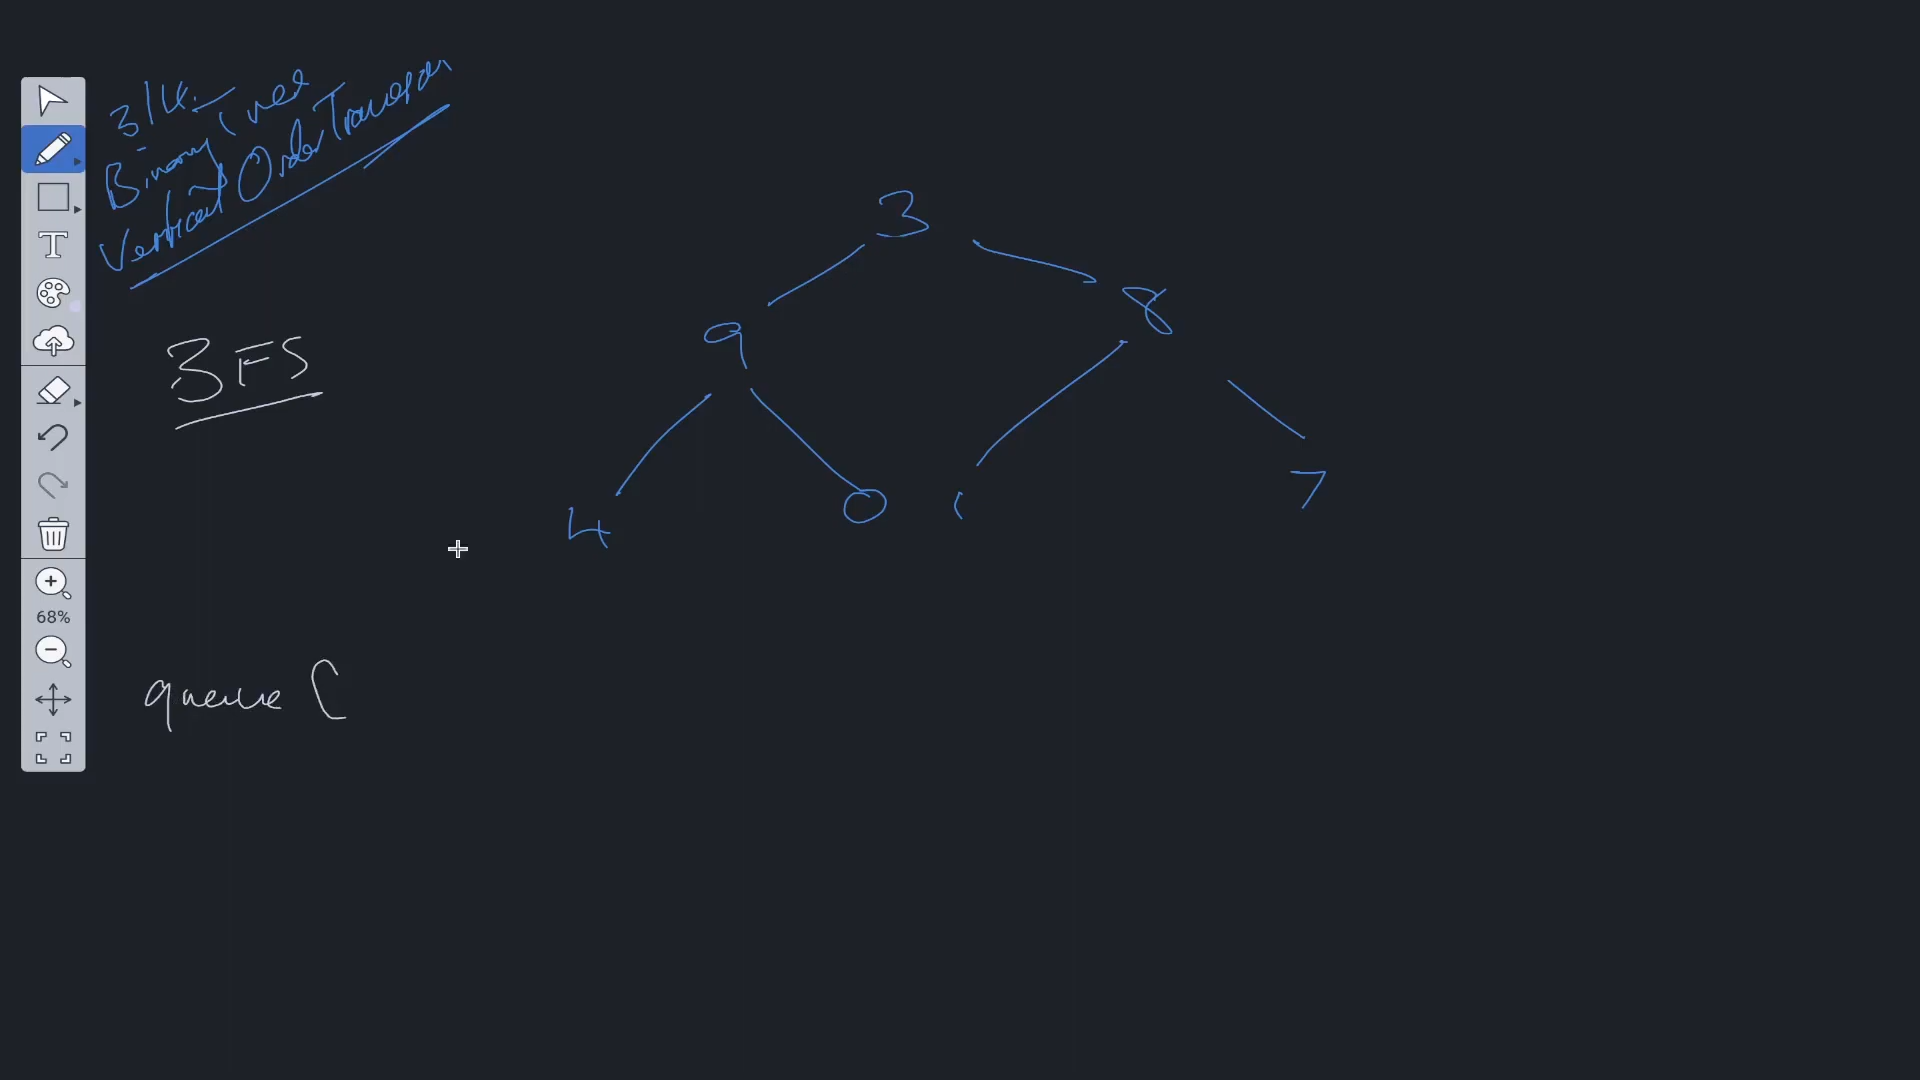 314.
Binary Tree
Vertical Order Traversal
BFS
3
9 8
4 0 1 7
T
68%
queue [